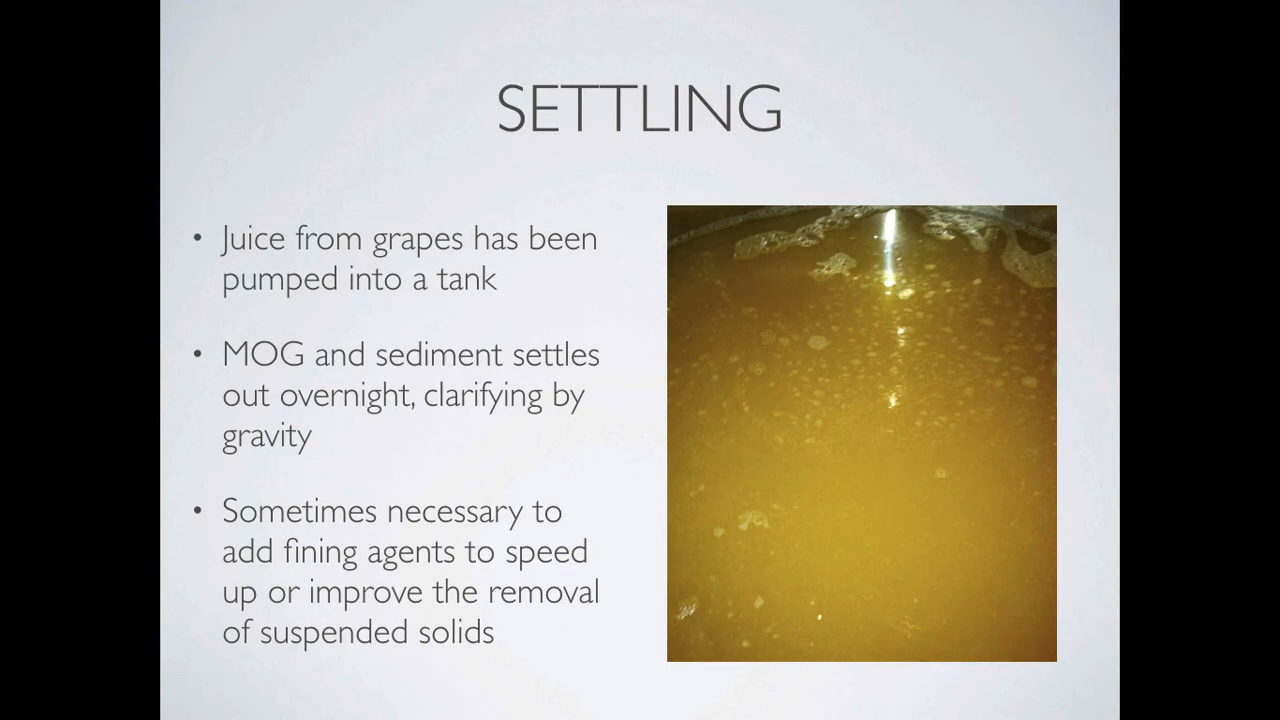 SETTLING
• Juice from grapes has been
pumped into a tank
• MOG and sediment settles
out overnight, clarifying by
gravity
• Sometimes necessary to
add fining agents to speed
up or improve the removal
of suspended solids